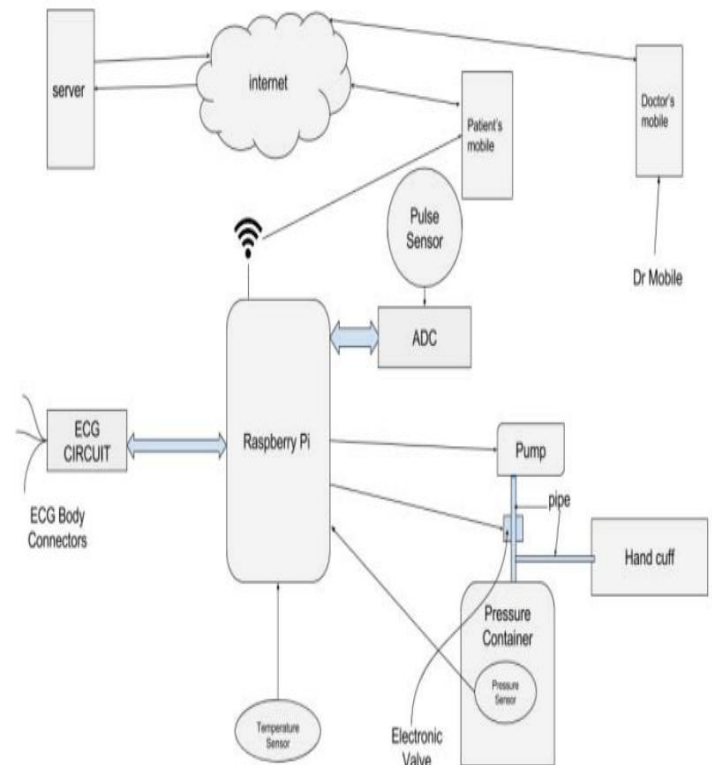 server
internet
Patient's
mobile
Doctor's
mobile
Pulse
Sensor
Dr Mobile
ADC
ECG
CIRCUIT
Raspberry Pi
Pump
pipe
ECG Body
Connectors
Hand cuff
Pressure
Container
Pressure
Sensor
Temperature
Sensor
Electronic
Valve